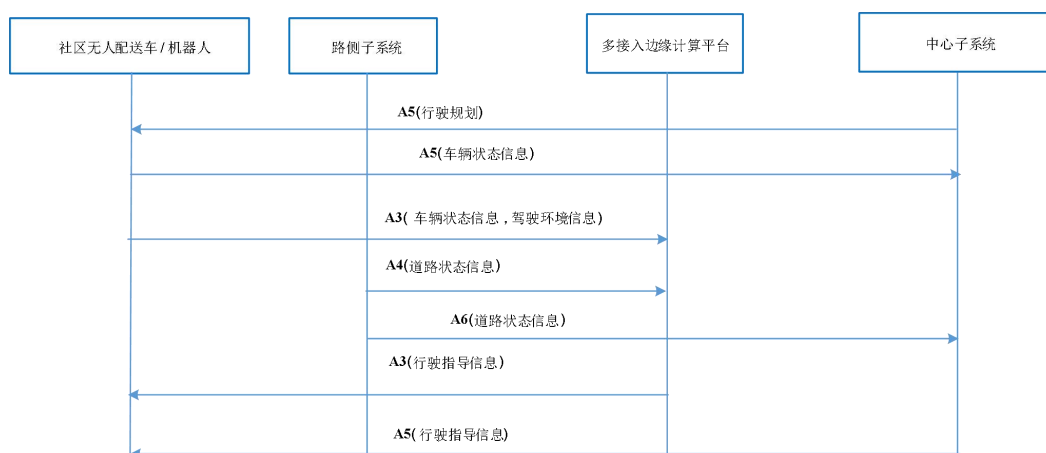 社区无人配送车/机器人
路侧子系统
多接入边缘计算平台
中心子系统
A5(行驶规划)
A5(车辆状态信息)
A3( 车辆状态信息,驾驶环境信息)
A4(道路状态信息)
A6(道路状态信息)
A3(行驶指导信息)
A5( 行驶指导信息)